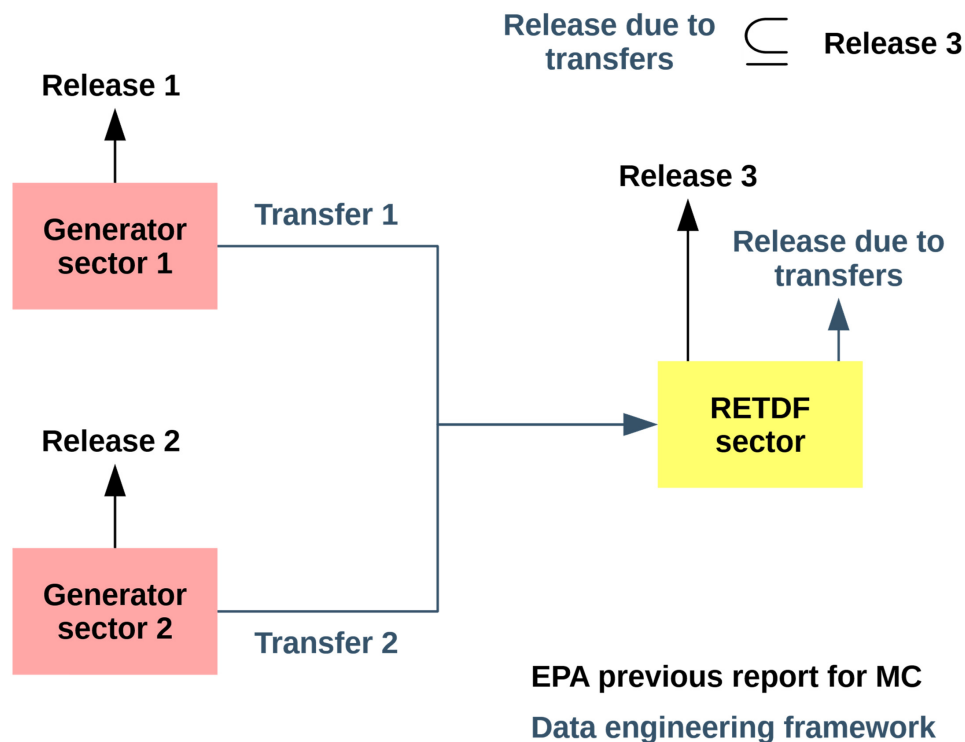 Release due to
transfers
⊆ Release 3
Release 1
Generator
sector 1
Transfer 1
Release 3
Release due to
transfers
RETDF
sector
Release 2
Generator
sector 2
Transfer 2
EPA previous report for MC
Data engineering framework